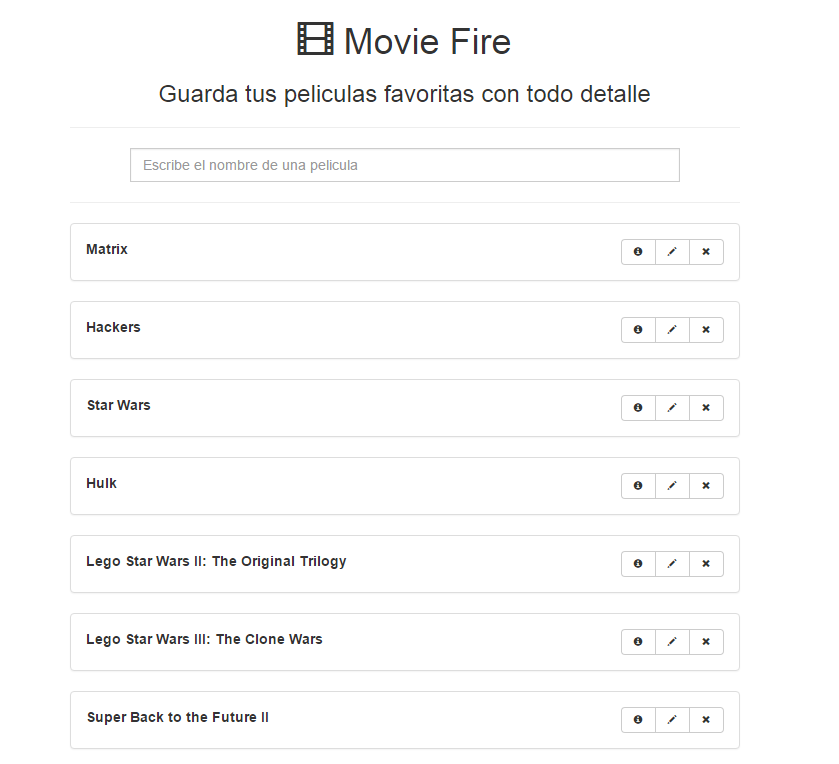 Movie Fire
Guarda tus peliculas favoritas con todo detalle
Escribe el nombre de una pelicula
Matrix
Hackers
Star Wars
Hulk
Lego Star Wars II: The Original Trilogy
Lego Star Wars III: The Clone Wars
Super Back to the Future II